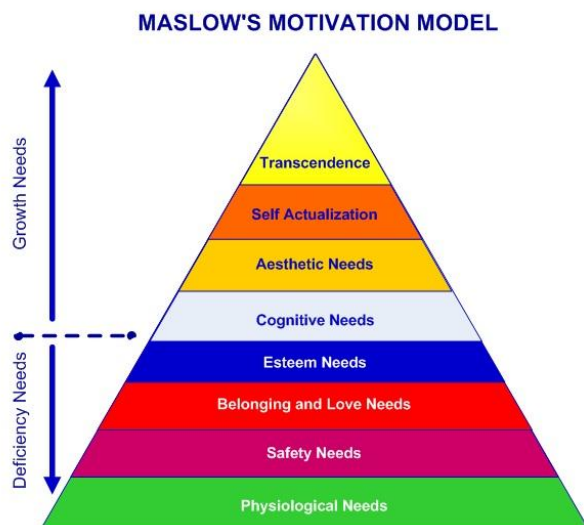 MASLOW'S MOTIVATION MODEL
Growth Needs
Deficiency Needs
Transcendence
Self Actualization
Aesthetic Needs
Cognitive Needs
Esteem Needs
Belonging and Love Needs
Safety Needs
Physiological Needs